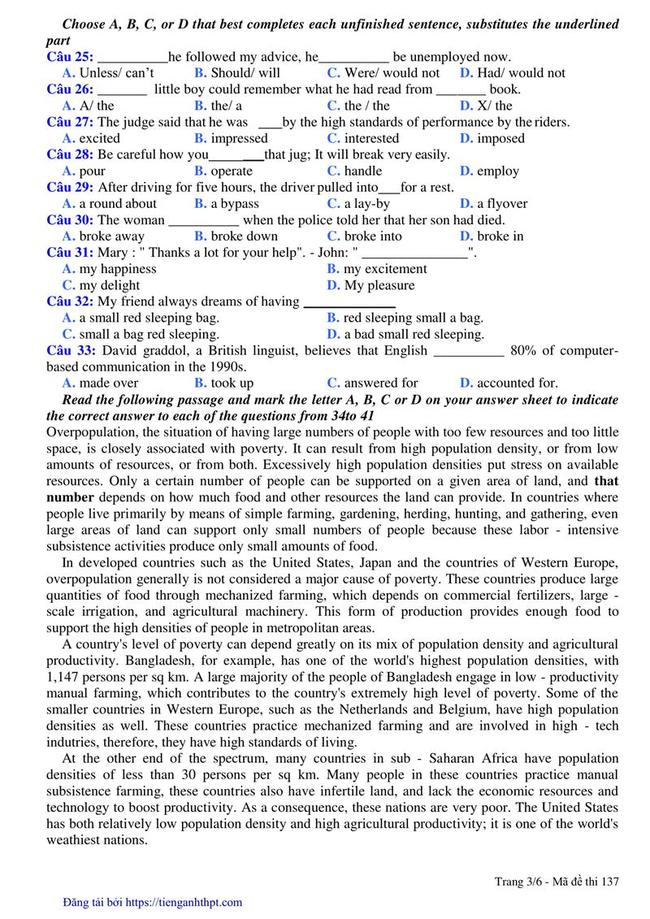 Choose A, B, C, or D that best completes each unfinished sentence, substitutes the underlined
part
Câu 25: __________he followed my advice, he__________ be unemployed now.
A. Unless/ can’t B. Should/ will C. Were/ would not D. Had/ would not
Câu 26: _______ little boy could remember what he had read from _______ book.
A. A/ the B. the/ a C. the / the D. X/ the
Câu 27: The judge said that he was ___by the high standards of performance by the riders.
A. excited B. impressed C. interested D. imposed
Câu 28: Be careful how you________that jug; It will break very easily.
A. pour B. operate C. handle D. employ
Câu 29: After driving for five hours, the driver pulled into___for a rest.
A. a round about B. a bypass C. a lay-by D. a flyover
Câu 30: The woman __________ when the police told her that her son had died.
A. broke away B. broke down C. broke into D. broke in
Câu 31: Mary : " Thanks a lot for your help". - John: " _______________".
A. my happiness B. my excitement
C. my delight D. My pleasure
Câu 32: My friend always dreams of having _____________
A. a small red sleeping bag. B. red sleeping small a bag.
C. small a bag red sleeping. D. a bad small red sleeping.
Câu 33: David graddol, a British linguist, believes that English __________ 80% of computer-
based communication in the 1990s.
A. made over B. took up C. answered for D. accounted for.
Read the following passage and mark the letter A, B, C or D on your answer sheet to indicate
the correct answer to each of the questions from 34to 41
Overpopulation, the situation of having large numbers of people with too few resources and too little
space, is closely associated with poverty. It can result from high population density, or from low
amounts of resources, or from both. Excessively high population densities put stress on available
resources. Only a certain number of people can be supported on a given area of land, and that
number depends on how much food and other resources the land can provide. In countries where
people live primarily by means of simple farming, gardening, herding, hunting, and gathering, even
large areas of land can support only small numbers of people because these labor - intensive
subsistence activities produce only small amounts of food.
In developed countries such as the United States, Japan and the countries of Western Europe,
overpopulation generally is not considered a major cause of poverty. These countries produce large
quantities of food through mechanized farming, which depends on commercial fertilizers, large -
scale irrigation, and agricultural machinery. This form of production provides enough food to
support the high densities of people in metropolitan areas.
A country's level of poverty can depend greatly on its mix of population density and agricultural
productivity. Bangladesh, for example, has one of the world's highest population densities, with
1,147 persons per sq km. A large majority of the people of Bangladesh engage in low - productivity
manual farming, which contributes to the country's extremely high level of poverty. Some of the
smaller countries in Western Europe, such as the Netherlands and Belgium, have high population
densities as well. These countries practice mechanized farming and are involved in high - tech
indutries, therefore, they have high standards of living.
At the other end of the spectrum, many countries in sub - Saharan Africa have population
densities of less than 30 persons per sq km. Many people in these countries practice manual
subsistence farming, these countries also have infertile land, and lack the economic resources and
technology to boost productivity. As a consequence, these nations are very poor. The United States
has both relatively low population density and high agricultural productivity; it is one of the world's
weathiest nations.
Trang 3/6 - Mã đề thi 137
Đăng tải bởi https://tienganhthpt.com